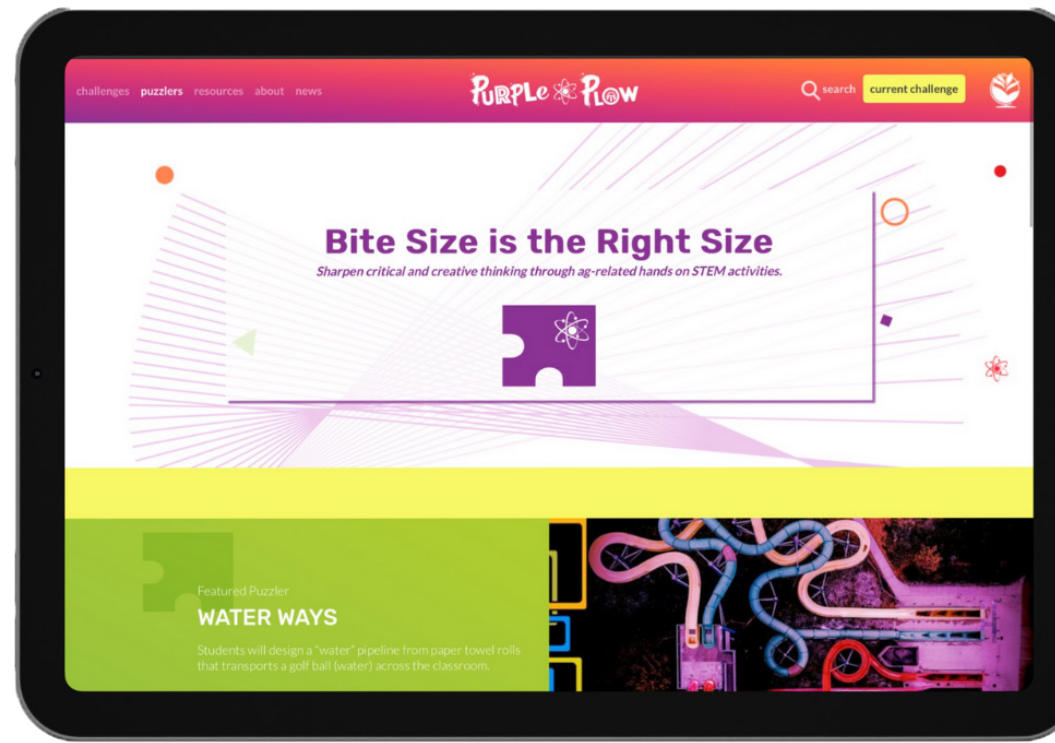 challenges puzzlers resources about news
PURPLE PLOW
search
current challenge
Bite Size is the Right Size
Sharpen critical and creative thinking through ag-related hands on STEM activities.
Featured Puzzler
WATER WAYS
Students will design a "water" pipeline from paper towel rolls
that transports a golf ball (water) across the classroom.